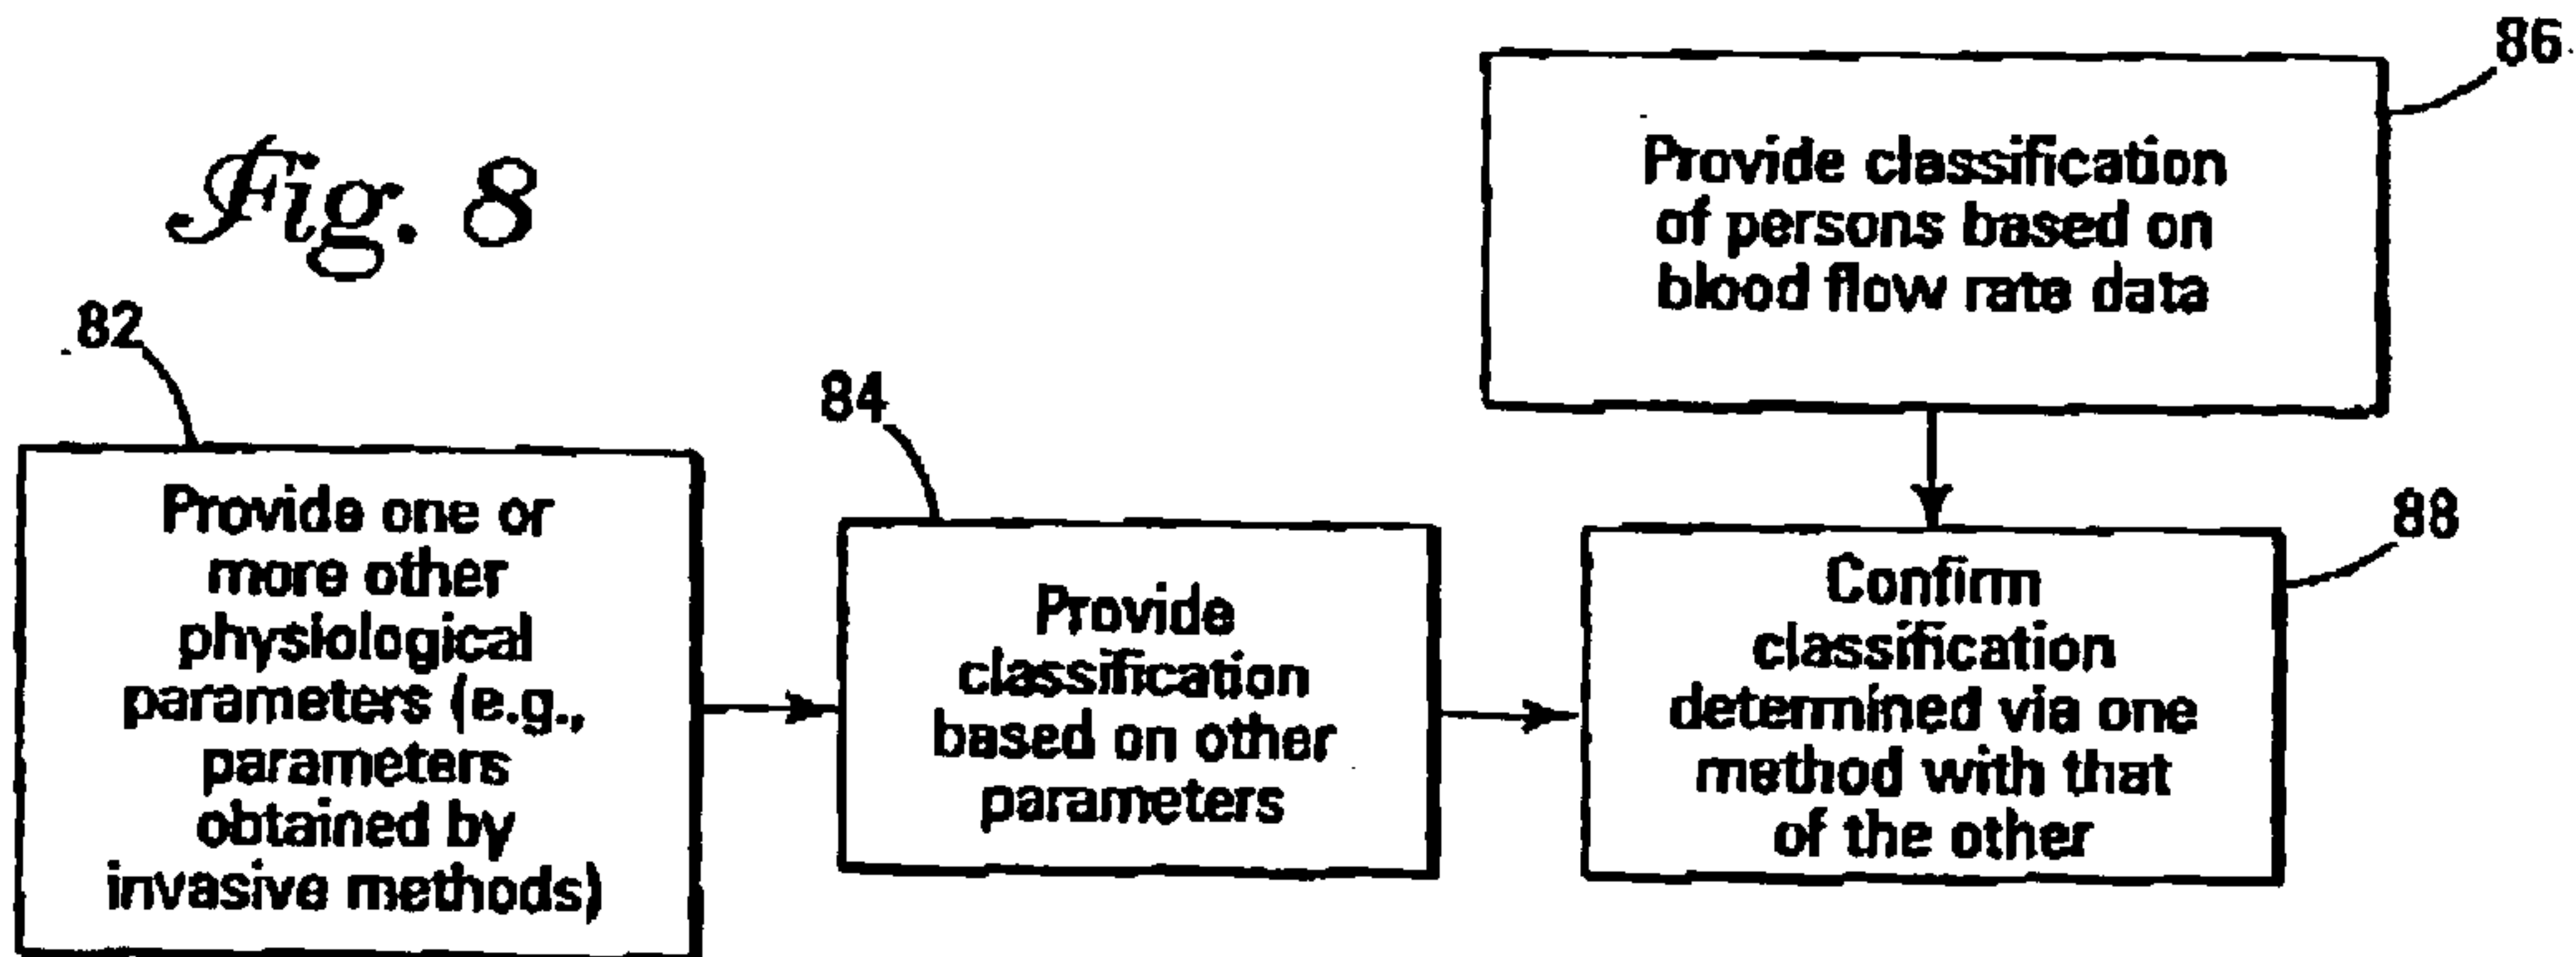 Fig. 8
86
Provide classification
of persons based on
blood flow rate data
82
Provide one or
more other
physiological
parameters (e.g.,
parameters
obtained by
invasive methods)
84
Provide
classification
based on other
parameters
88
Confirm
classification
determined via one
method with that
of the other